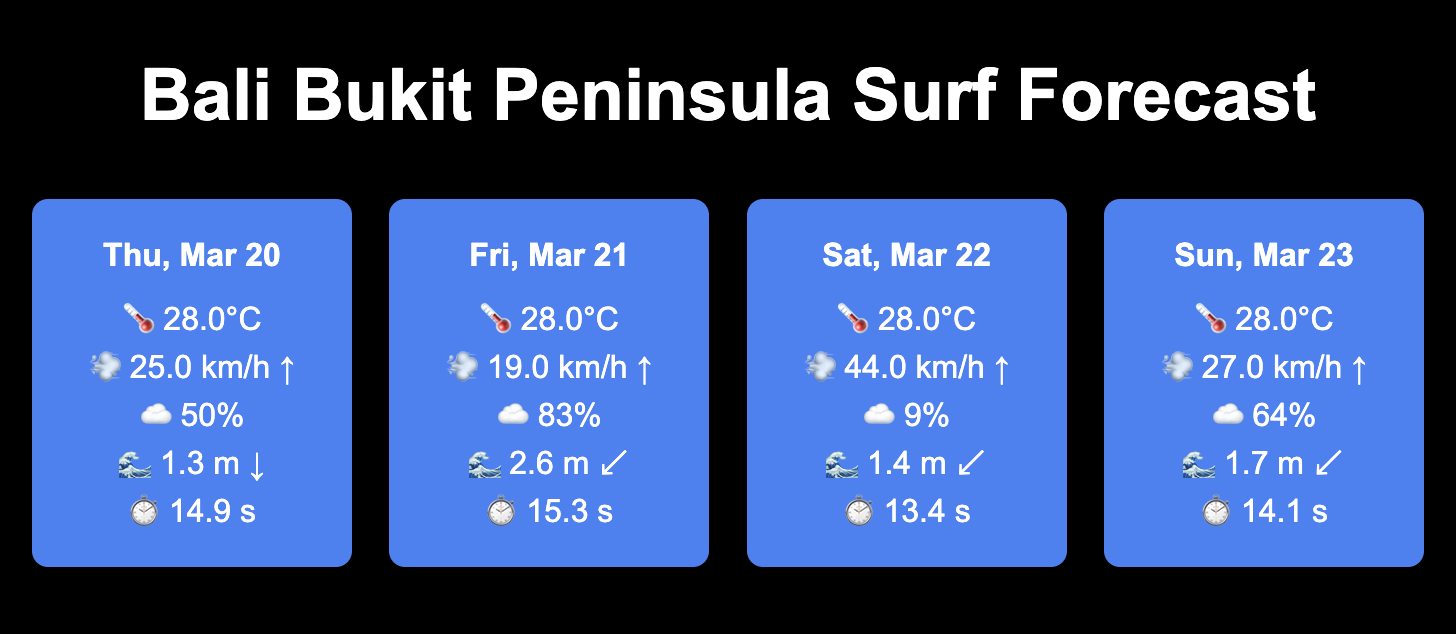 Bali Bukit Peninsula Surf Forecast
Thu, Mar 20
🌡️ 28.0°C
💨 25.0 km/h ↑
☁️ 50%
🌊 1.3 m ↓
⏱️ 14.9 s
Fri, Mar 21
🌡️ 28.0°C
💨 19.0 km/h ↑
☁️ 83%
🌊 2.6 m ↙
⏱️ 15.3 s
Sat, Mar 22
🌡️ 28.0°C
💨 44.0 km/h ↑
☁️ 9%
🌊 1.4 m ↙
⏱️ 13.4 s
Sun, Mar 23
🌡️ 28.0°C
💨 27.0 km/h ↑
☁️ 64%
🌊 1.7 m ↙
⏱️ 14.1 s